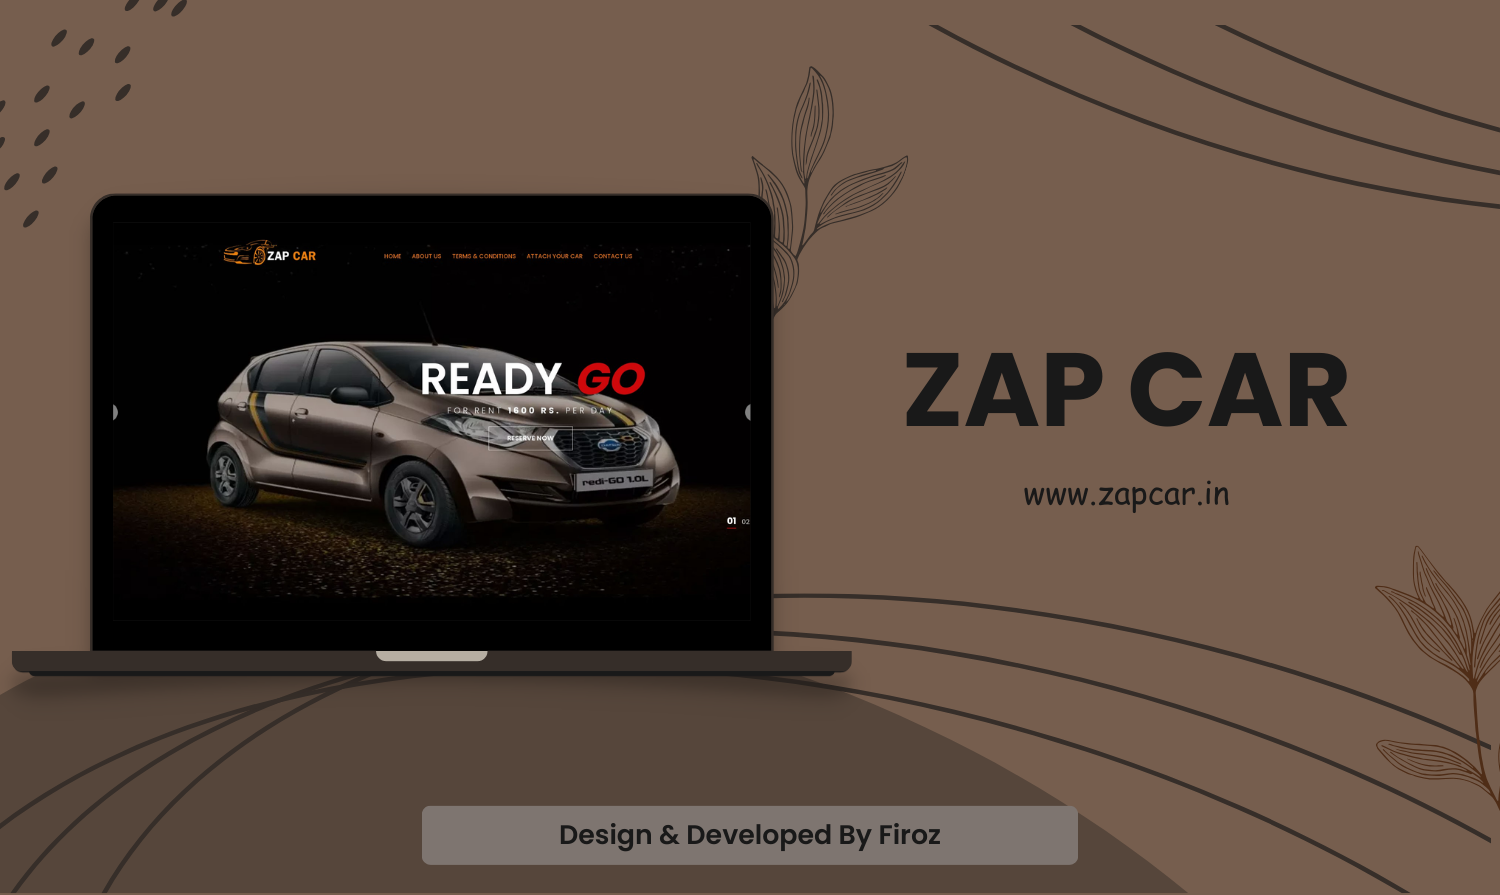 ZAP CAR
HOME ABOUT US TERMS & CONDITIONS ATTACH YOUR CAR CONTACT US
READY GO
FOR RENT 1600 RS. PER DAY
RESERVE NOW
redi-GO 1.0L
01 02
ZAP CAR
www.zapcar.in
Design & Developed By Firoz